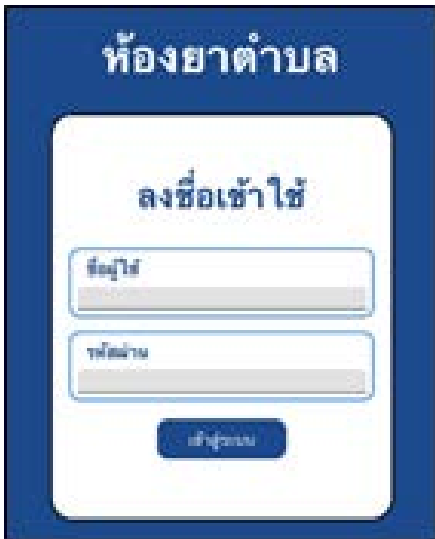 ห้องยาตำบล
ลงชื่อเข้าใช้
ชื่อผู้ใช้
รหัสผ่าน
เข้าสู่ระบบ